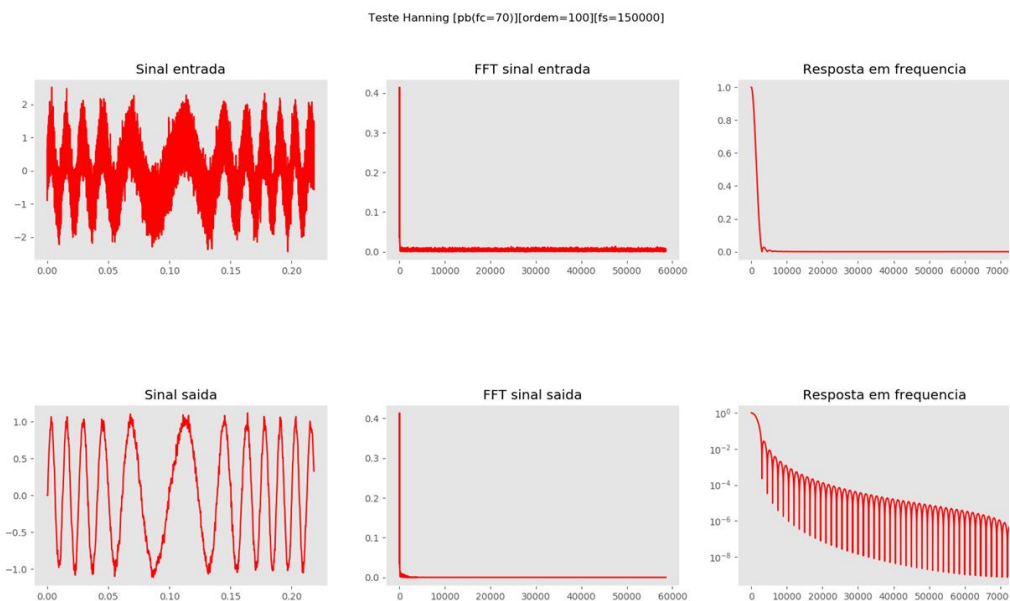 Teste Hanning [pb(fc=70)][ordem=100][fs=150000]
Sinal entrada
2
1
0
−1
−2
0.00 0.05 0.10 0.15 0.20
FFT sinal entrada
0.4
0.3
0.2
0.1
0.0
0 10000 20000 30000 40000 50000 60000
Resposta em frequencia
1.0
0.8
0.6
0.4
0.2
0.0
0 10000 20000 30000 40000 50000 60000 7000
Sinal saida
1.0
0.5
0.0
−0.5
−1.0
0.00 0.05 0.10 0.15 0.20
FFT sinal saida
0.4
0.3
0.2
0.1
0.0
0 10000 20000 30000 40000 50000 60000
Resposta em frequencia
10⁰
10⁻²
10⁻⁴
10⁻⁶
10⁻⁸
0 10000 20000 30000 40000 50000 60000 7000